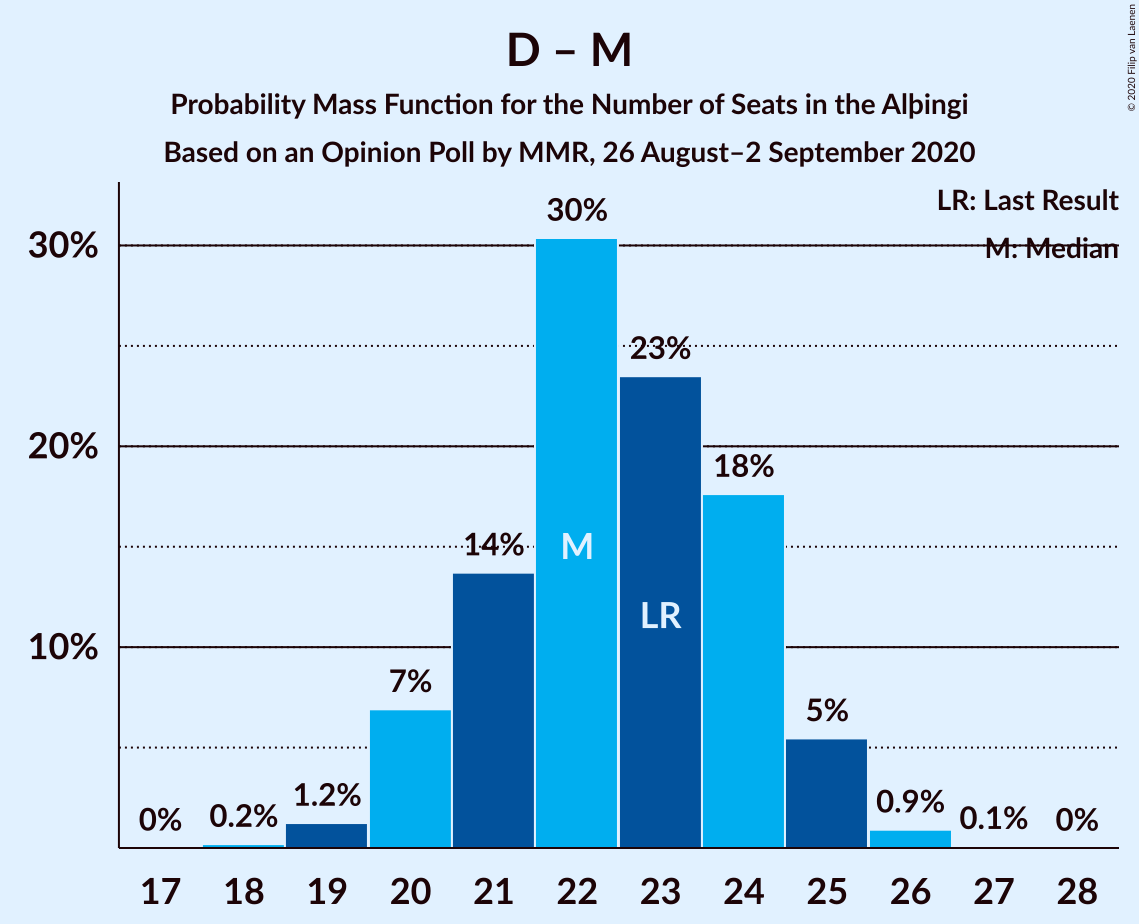 D – M
Probability Mass Function for the Number of Seats in the Alþingi
Based on an Opinion Poll by MMR, 26 August–2 September 2020
© 2020 Filip van Laenen
LR: Last Result
M: Median
30%
20%
10%
0%
0.2%
1.2%
7%
14%
30%
23%
18%
5%
0.9%
0.1%
0%
M
LR
17 18 19 20 21 22 23 24 25 26 27 28